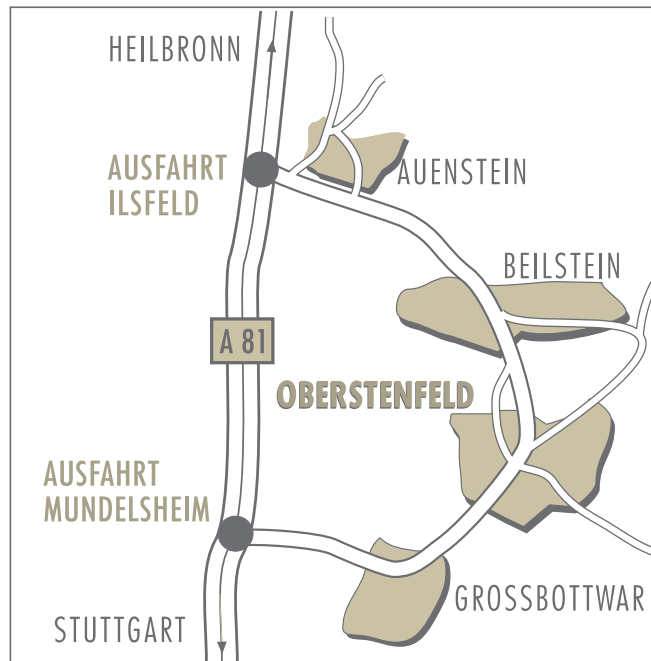 HEILBRONN
AUSFAHRT
ILSFELD
AUENSTEIN
BEILSTEIN
A 81
OBERSTENFELD
AUSFAHRT
MUNDELSHEIM
GROSSBOTTWAR
STUTTGART